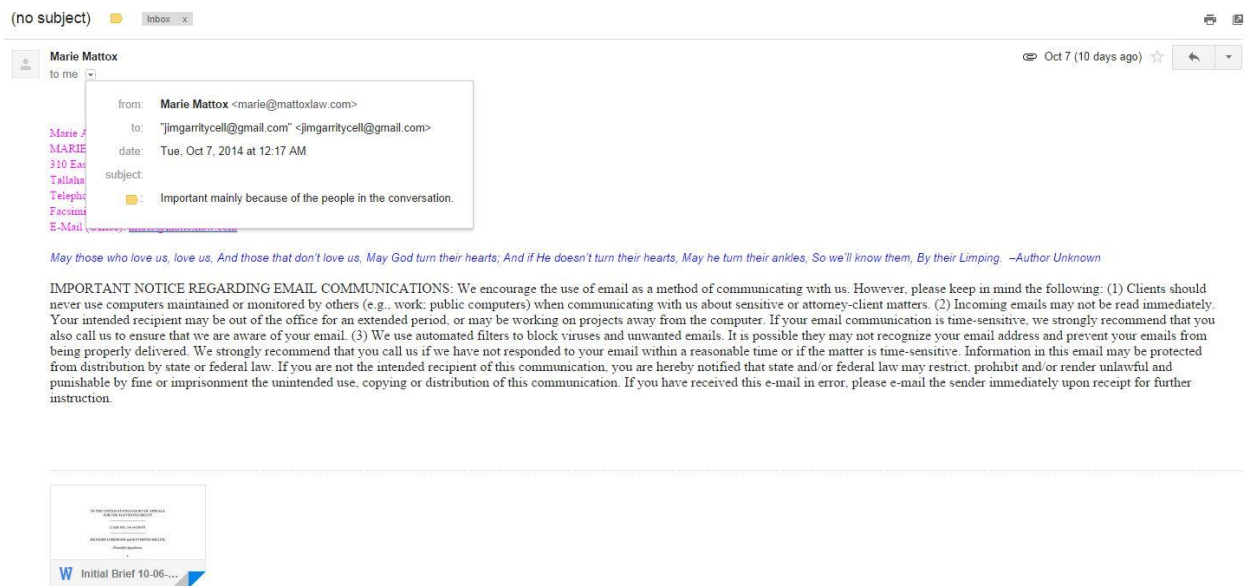 (no subject) Inbox x
Marie Mattox Oct 7 (10 days ago)
to me
from: Marie Mattox <marie@mattoxlaw.com>
to: "jimgarritycell@gmail.com" <jimgarritycell@gmail.com>
date: Tue, Oct 7, 2014 at 12:17 AM
subject:
: Important mainly because of the people in the conversation.
Marie A
MARIE
310 Eas
Tallaha
Telepho
Facsimi
E-Mail
May those who love us, love us, And those that don't love us, May God turn their hearts; And if He doesn't turn their hearts, May he turn their ankles, So we'll know them, By their Limping. –Author Unknown
IMPORTANT NOTICE REGARDING EMAIL COMMUNICATIONS: We encourage the use of email as a method of communicating with us. However, please keep in mind the following: (1) Clients should
never use computers maintained or monitored by others (e.g., work; public computers) when communicating with us about sensitive or attorney-client matters. (2) Incoming emails may not be read immediately.
Your intended recipient may be out of the office for an extended period, or may be working on projects away from the computer. If your email communication is time-sensitive, we strongly recommend that you
also call us to ensure that we are aware of your email. (3) We use automated filters to block viruses and unwanted emails. It is possible they may not recognize your email address and prevent your emails from
being properly delivered. We strongly recommend that you call us if we have not responded to your email within a reasonable time or if the matter is time-sensitive. Information in this email may be protected
from distribution by state or federal law. If you are not the intended recipient of this communication, you are hereby notified that state and/or federal law may restrict, prohibit and/or render unlawful and
punishable by fine or imprisonment the unintended use, copying or distribution of this communication. If you have received this e-mail in error, please e-mail the sender immediately upon receipt for further
instruction.
IN THE UNITED STATES COURT OF APPEALS
FOR THE ELEVENTH CIRCUIT
W Initial Brief 10-06-...